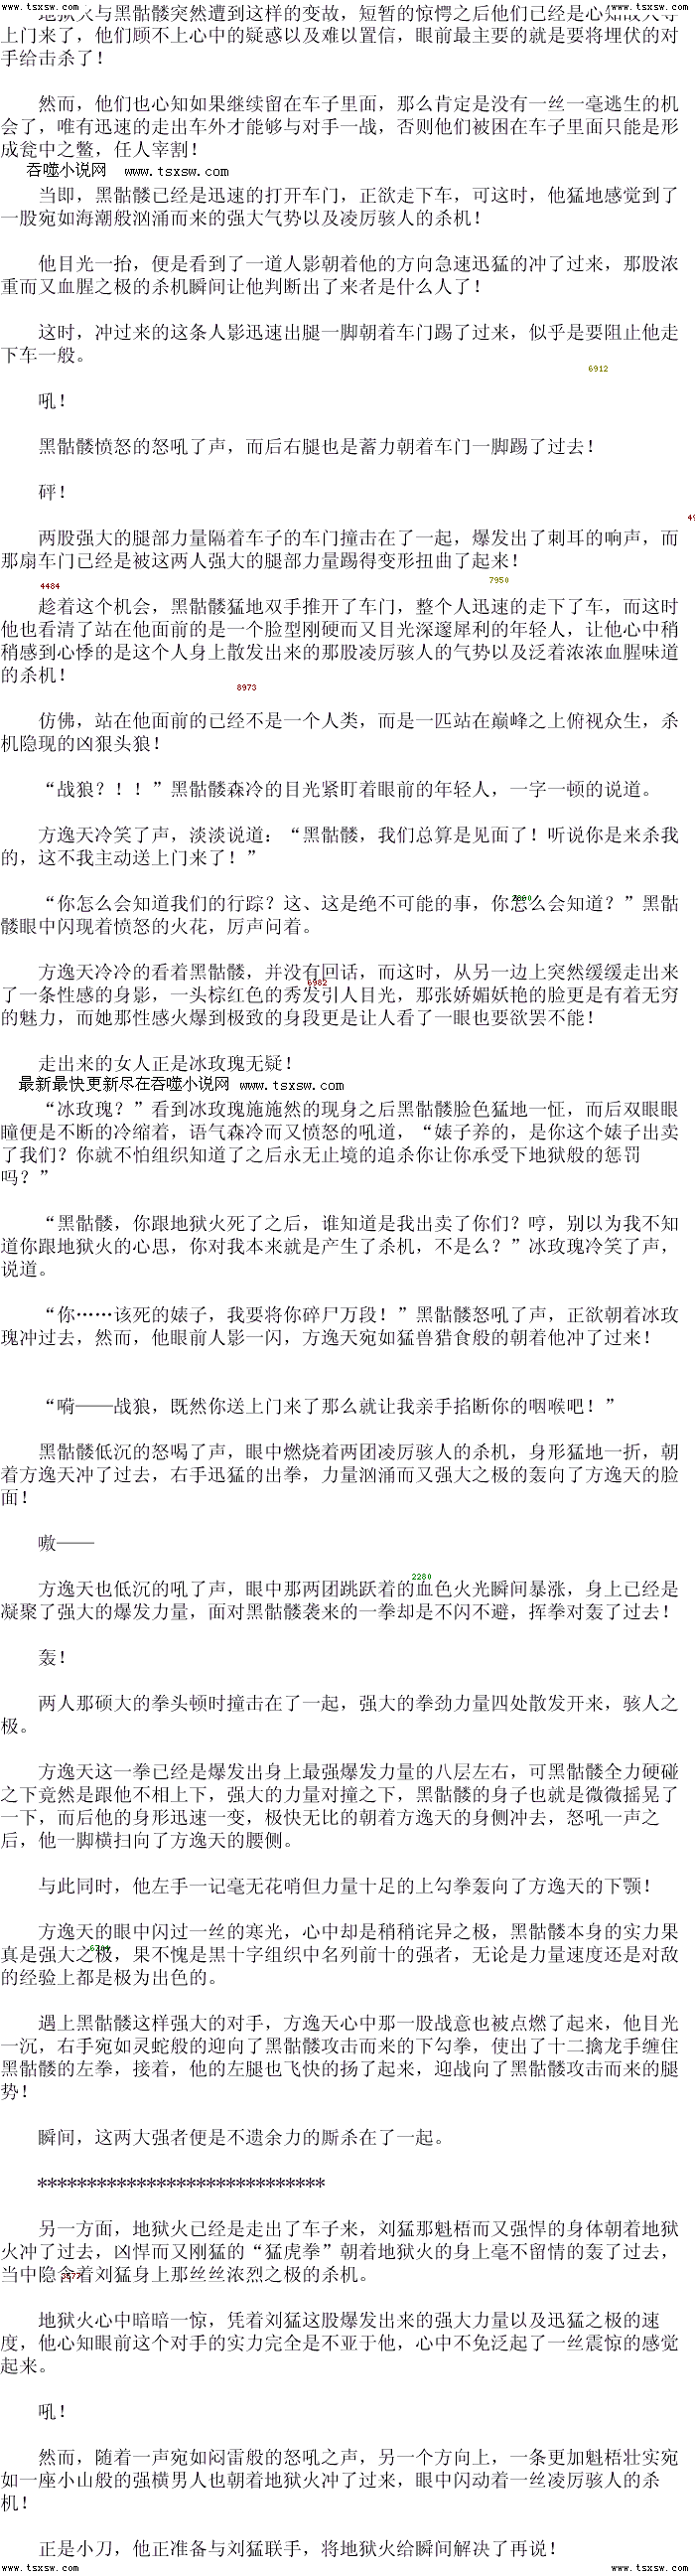 www.tsxsw.com www.tsxsw.com
地狱火与黑骷髅突然遭到这样的变故，短暂的惊愕之后他们已经是心知敌人寻
上门来了，他们顾不上心中的疑惑以及难以置信，眼前最主要的就是要将埋伏的对
手给击杀了！
然而，他们也心知如果继续留在车子里面，那么肯定是没有一丝一毫逃生的机
会了，唯有迅速的走出车外才能够与对手一战，否则他们被困在车子里面只能是形
成瓮中之鳖，任人宰割！
吞噬小说网 www.tsxsw.com
当即，黑骷髅已经是迅速的打开车门，正欲走下车，可这时，他猛地感觉到了
一股宛如海潮般汹涌而来的强大气势以及凌厉骇人的杀机！
他目光一抬，便是看到了一道人影朝着他的方向急速迅猛的冲了过来，那股浓
重而又血腥之极的杀机瞬间让他判断出了来者是什么人了！
这时，冲过来的这条人影迅速出腿一脚朝着车门踢了过来，似乎是要阻止他走
下车一般。
6912
吼！
黑骷髅愤怒的怒吼了声，而后右腿也是蓄力朝着车门一脚踢了过去！
砰！
两股强大的腿部力量隔着车子的车门撞击在了一起，爆发出了刺耳的响声，而
那扇车门已经是被这两人强大的腿部力量踢得变形扭曲了起来！
4484 7950
趁着这个机会，黑骷髅猛地双手推开了车门，整个人迅速的走下了车，而这时
他也看清了站在他面前的是一个脸型刚硬而又目光深邃犀利的年轻人，让他心中稍
稍感到心悸的是这个人身上散发出来的那股凌厉骇人的气势以及泛着浓浓血腥味道
的杀机！
8973
仿佛，站在他面前的已经不是一个人类，而是一匹站在巅峰之上俯视众生，杀
机隐现的凶狠头狼！
“战狼？！！”黑骷髅森冷的目光紧盯着眼前的年轻人，一字一顿的说道。
方逸天冷笑了声，淡淡说道：“黑骷髅，我们总算是见面了！听说你是来杀我
的，这不我主动送上门来了！”
“你怎么会知道我们的行踪？这、这是绝不可能的事，你怎么会知道？”黑骷
髅眼中闪现着愤怒的火花，厉声问着。
方逸天冷冷的看着黑骷髅，并没有回话，而这时，从另一边上突然缓缓走出来
6982
了一条性感的身影，一头棕红色的秀发引人目光，那张娇媚妖艳的脸更是有着无穷
的魅力，而她那性感火爆到极致的身段更是让人看了一眼也要欲罢不能！
走出来的女人正是冰玫瑰无疑！
最新最快更新尽在吞噬小说网 www.tsxsw.com
“冰玫瑰？”看到冰玫瑰施施然的现身之后黑骷髅脸色猛地一怔，而后双眼眼
瞳便是不断的冷缩着，语气森冷而又愤怒的吼道，“婊子养的，是你这个婊子出卖
了我们？你就不怕组织知道了之后永无止境的追杀你让你承受下地狱般的惩罚
吗？”
“黑骷髅，你跟地狱火死了之后，谁知道是我出卖了你们？哼，别以为我不知
道你跟地狱火的心思，你对我本来就是产生了杀机，不是么？”冰玫瑰冷笑了声，
说道。
“你……该死的婊子，我要将你碎尸万段！”黑骷髅怒吼了声，正欲朝着冰玫
瑰冲过去，然而，他眼前人影一闪，方逸天宛如猛兽猎食般的朝着他冲了过来！
“嗬——战狼，既然你送上门来了那么就让我亲手掐断你的咽喉吧！”
黑骷髅低沉的怒喝了声，眼中燃烧着两团凌厉骇人的杀机，身形猛地一折，朝
着方逸天冲了过去，右手迅猛的出拳，力量汹涌而又强大之极的轰向了方逸天的脸
面！
嗷——
2280
方逸天也低沉的吼了声，眼中那两团跳跃着的血色火光瞬间暴涨，身上已经是
凝聚了强大的爆发力量，面对黑骷髅袭来的一拳却是不闪不避，挥拳对轰了过去！
轰！
两人那硕大的拳头顿时撞击在了一起，强大的拳劲力量四处散发开来，骇人之
极。
方逸天这一拳已经是爆发出身上最强爆发力量的八层左右，可黑骷髅全力硬碰
之下竟然是跟他不相上下，强大的力量对撞之下，黑骷髅的身子也就是微微摇晃了
一下，而后他的身形迅速一变，极快无比的朝着方逸天的身侧冲去，怒吼一声之
后，他一脚横扫向了方逸天的腰侧。
与此同时，他左手一记毫无花哨但力量十足的上勾拳轰向了方逸天的下颚！
方逸天的眼中闪过一丝的寒光，心中却是稍稍诧异之极，黑骷髅本身的实力果
真是强大之极，果不愧是黑十字组织中名列前十的强者，无论是力量速度还是对敌
的经验上都是极为出色的。
遇上黑骷髅这样强大的对手，方逸天心中那一股战意也被点燃了起来，他目光
一沉，右手宛如灵蛇般的迎向了黑骷髅攻击而来的下勾拳，使出了十二擒龙手缠住
黑骷髅的左拳，接着，他的左腿也飞快的扬了起来，迎战向了黑骷髅攻击而来的腿
势！
瞬间，这两大强者便是不遗余力的厮杀在了一起。
*****************************
另一方面，地狱火已经是走出了车子来，刘猛那魁梧而又强悍的身体朝着地狱
火冲了过去，凶悍而又刚猛的“猛虎拳”朝着地狱火的身上毫不留情的轰了过去，
当中隐含着刘猛身上那丝丝浓烈之极的杀机。
地狱火心中暗暗一惊，凭着刘猛这股爆发出来的强大力量以及迅猛之极的速
度，他心知眼前这个对手的实力完全是不亚于他，心中不免泛起了一丝震惊的感觉
起来。
吼！
然而，随着一声宛如闷雷般的怒吼之声，另一个方向上，一条更加魁梧壮实宛
如一座小山般的强横男人也朝着地狱火冲了过来，眼中闪动着一丝凌厉骇人的杀
机！
正是小刀，他正准备与刘猛联手，将地狱火给瞬间解决了再说！
www.tsxsw.com www.tsxsw.com